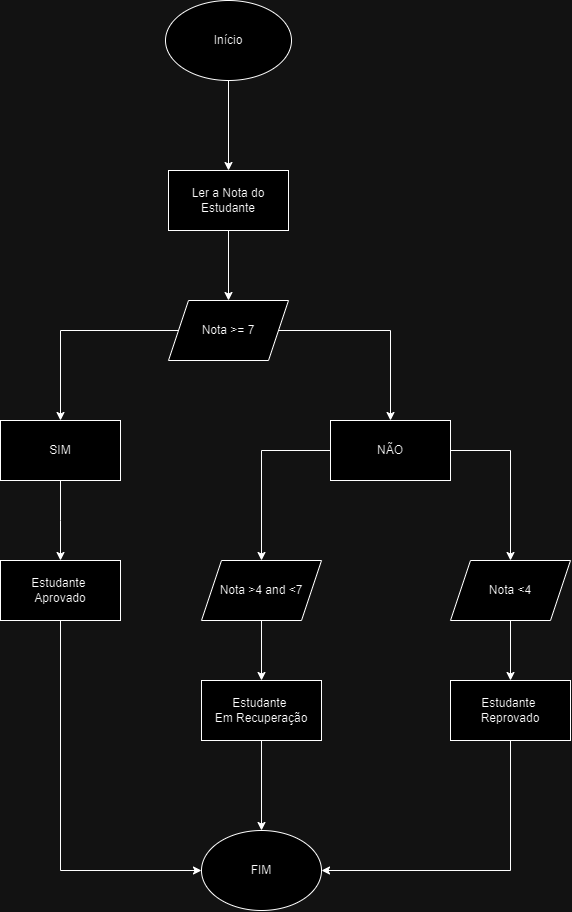 Início
Ler a Nota do
Estudante
Nota >= 7
SIM
NÃO
Estudante
Aprovado
Nota >4 and <7
Nota <4
Estudante
Em Recuperação
Estudante
Reprovado
FIM